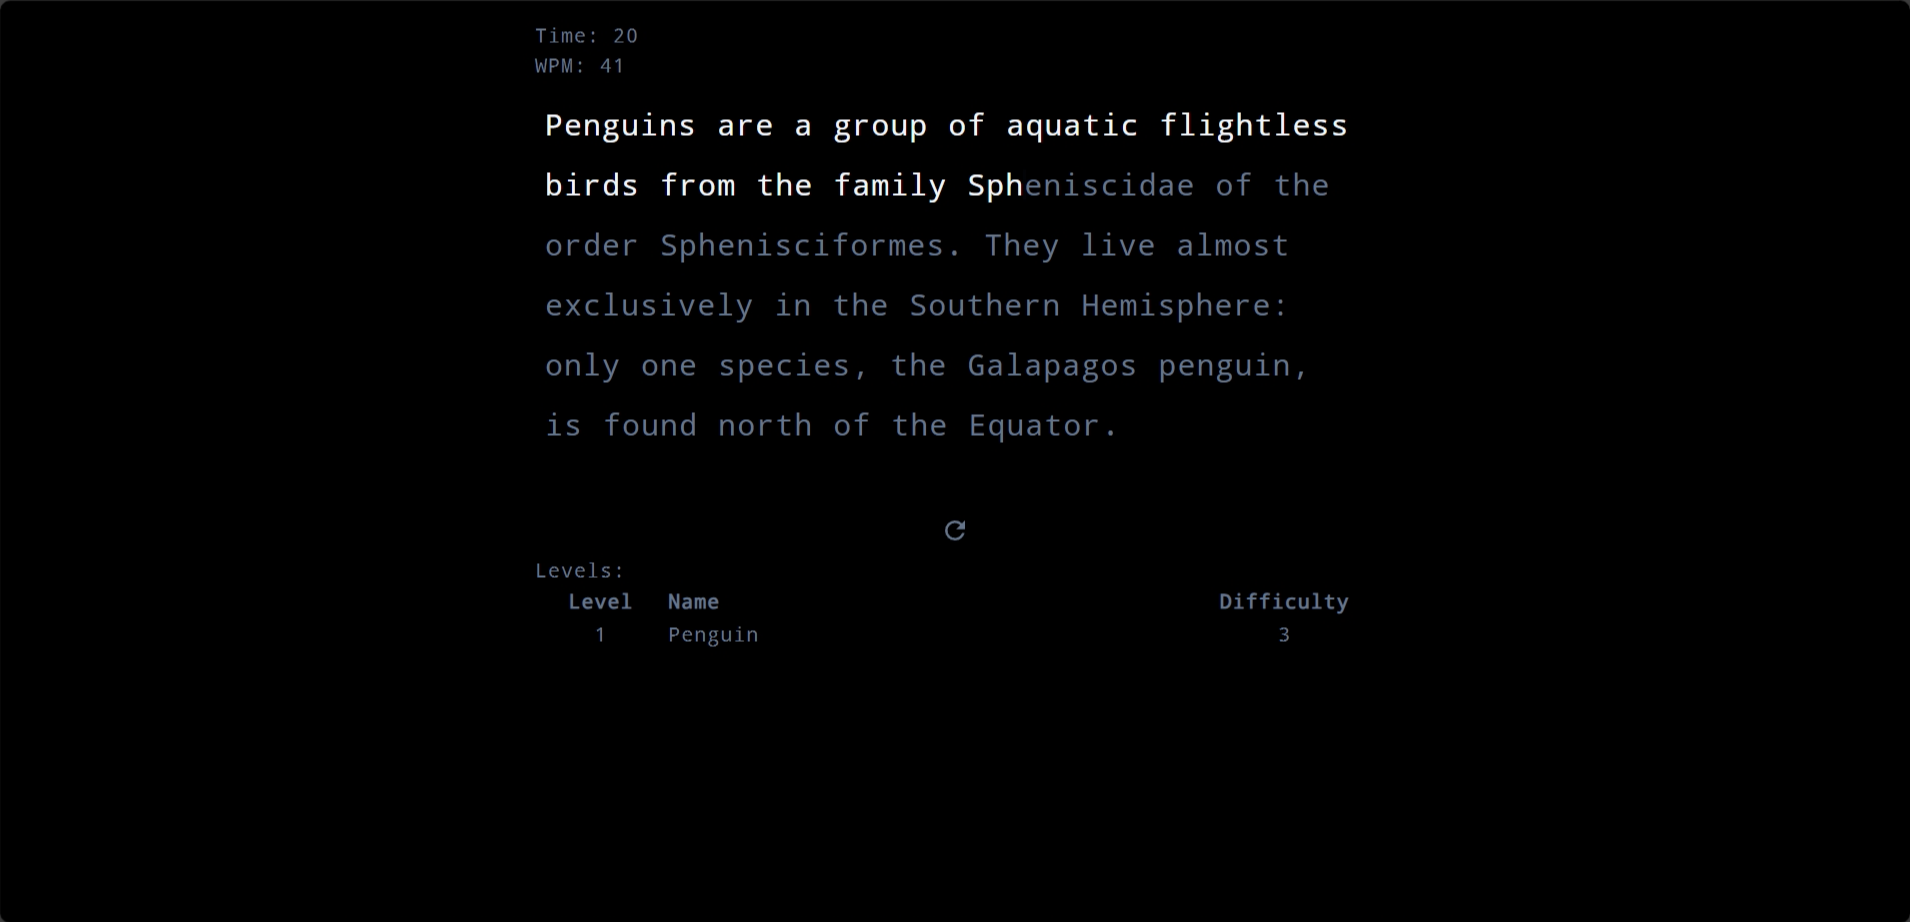 Time: 20
WPM: 41
Penguins are a group of aquatic flightless
birds from the family Spheniscidae of the
order Sphenisciformes. They live almost
exclusively in the Southern Hemisphere:
only one species, the Galapagos penguin,
is found north of the Equator.
Levels:
Level Name Difficulty
1 Penguin 3